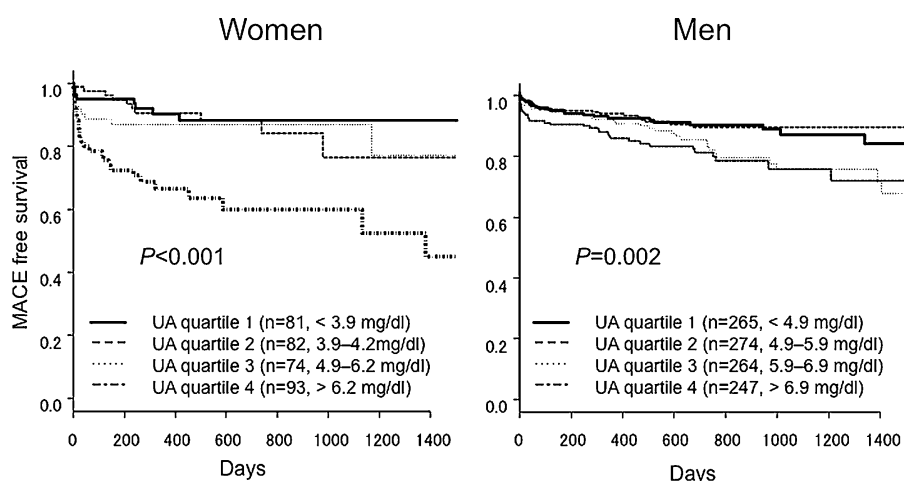 Women
Men
MACE free survival
1.0
0.8
0.6
0.4
0.2
0.0
P<0.001
UA quartile 1 (n=81, < 3.9 mg/dl)
UA quartile 2 (n=82, 3.9–4.2mg/dl)
UA quartile 3 (n=74, 4.9–6.2 mg/dl)
UA quartile 4 (n=93, > 6.2 mg/dl)
0 200 400 600 800 1000 1200 1400
Days
1.0
0.8
0.6
0.4
0.2
0.0
P=0.002
UA quartile 1 (n=265, < 4.9 mg/dl)
UA quartile 2 (n=274, 4.9–5.9 mg/dl)
UA quartile 3 (n=264, 5.9–6.9 mg/dl)
UA quartile 4 (n=247, > 6.9 mg/dl)
0 200 400 600 800 1000 1200 1400
Days